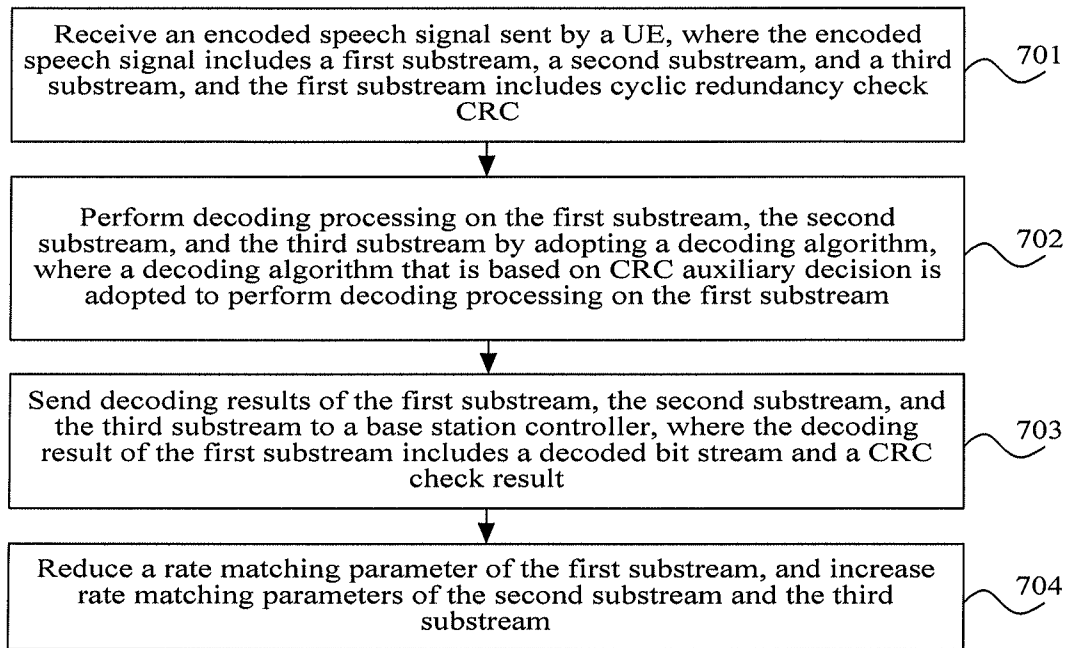 Receive an encoded speech signal sent by a UE, where the encoded
speech signal includes a first substream, a second substream, and a third
substream, and the first substream includes cyclic redundancy check
CRC
701
Perform decoding processing on the first substream, the second
substream, and the third substream by adopting a decoding algorithm,
where a decoding algorithm that is based on CRC auxiliary decision is
adopted to perform decoding processing on the first substream
702
Send decoding results of the first substream, the second substream, and
the third substream to a base station controller, where the decoding
result of the first substream includes a decoded bit stream and a CRC
check result
703
Reduce a rate matching parameter of the first substream, and increase
rate matching parameters of the second substream and the third
substream
704